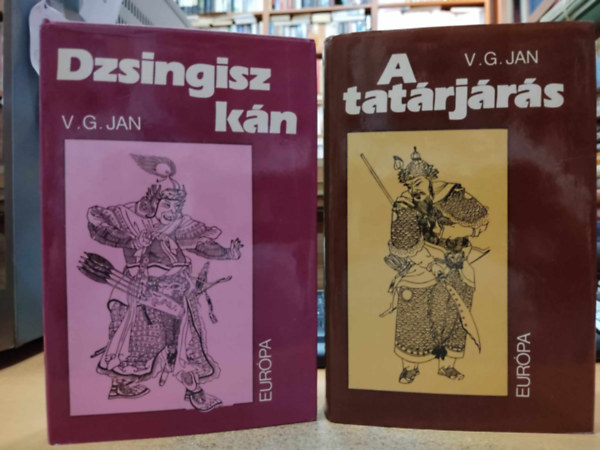 Dzsingisz
kán
V.G. JAN
EURÓPA
V.G. JAN
A
tatárjárás
EURÓPA